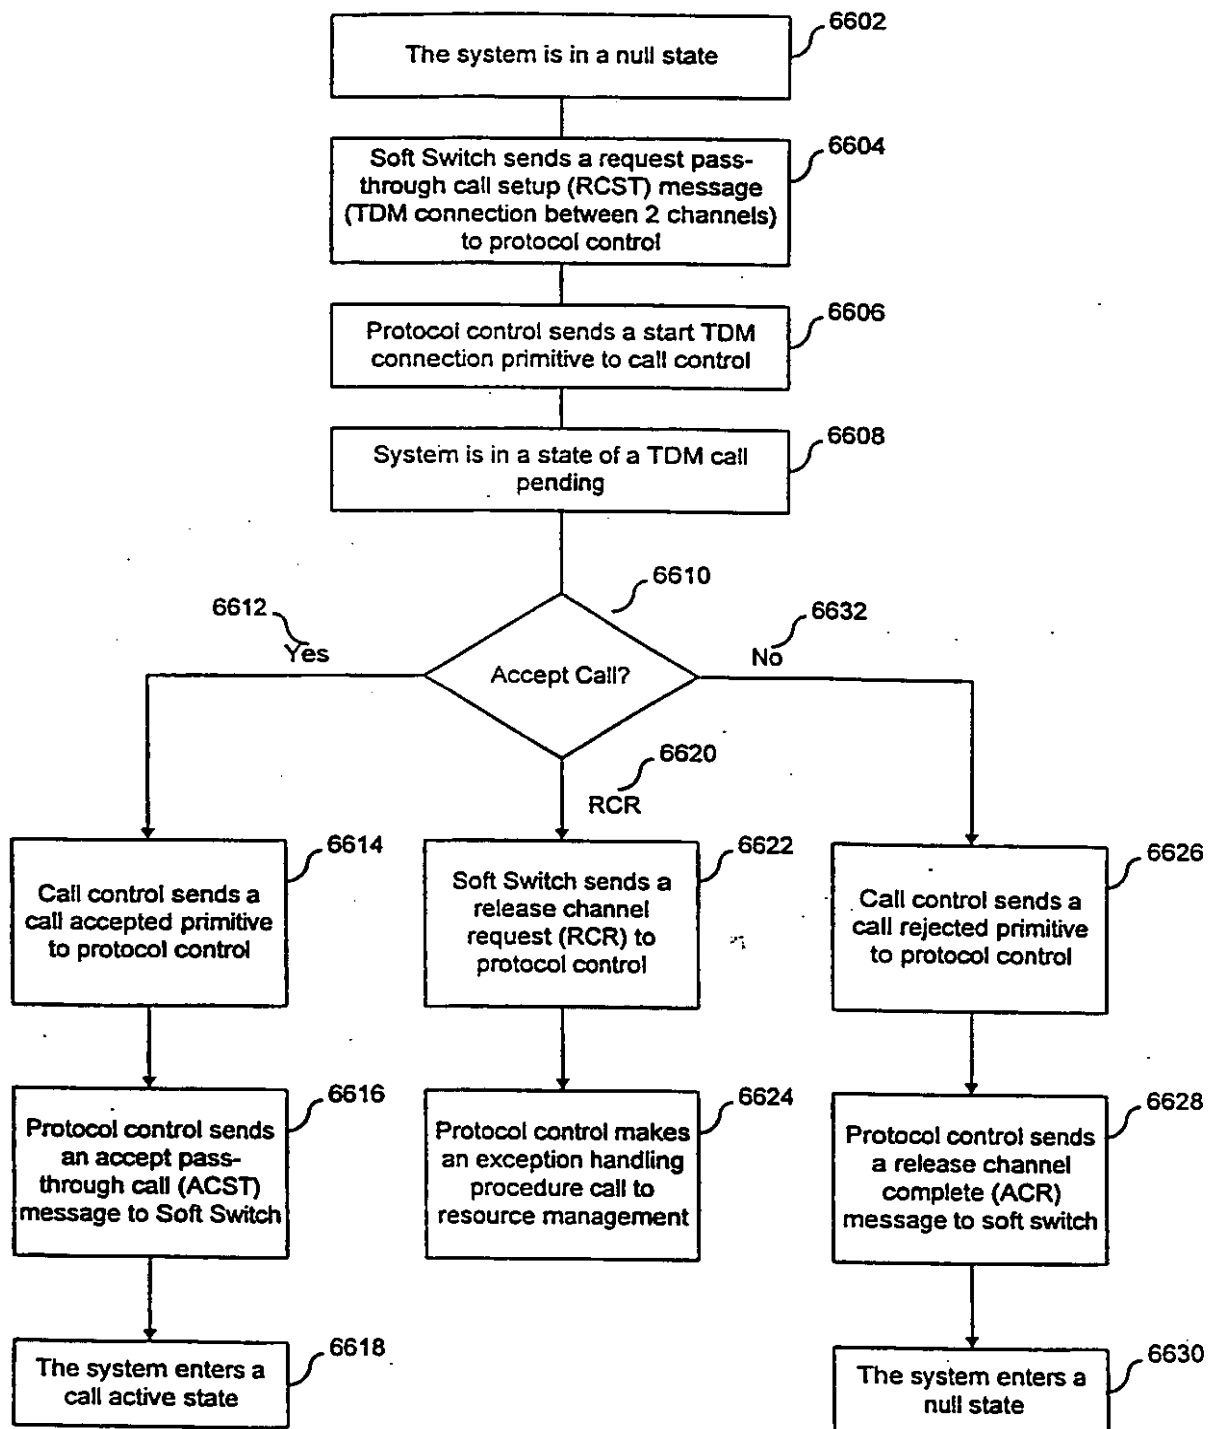 6602
The system is in a null state
6604
Soft Switch sends a request pass-
through call setup (RCST) message
(TDM connection between 2 channels)
to protocol control
6606
Protocol control sends a start TDM
connection primitive to call control
6608
System is in a state of a TDM call
pending
6610
6612
Yes
6632
No
Accept Call?
6620
RCR
6614
Call control sends a
call accepted primitive
to protocol control
6622
Soft Switch sends a
release channel
request (RCR) to
protocol control
6626
Call control sends a
call rejected primitive
to protocol control
6616
Protocol control sends
an accept pass-
through call (ACST)
message to Soft Switch
6624
Protocol control makes
an exception handling
procedure call to
resource management
6628
Protocol control sends
a release channel
complete (ACR)
message to soft switch
6618
The system enters a
call active state
6630
The system enters a
null state